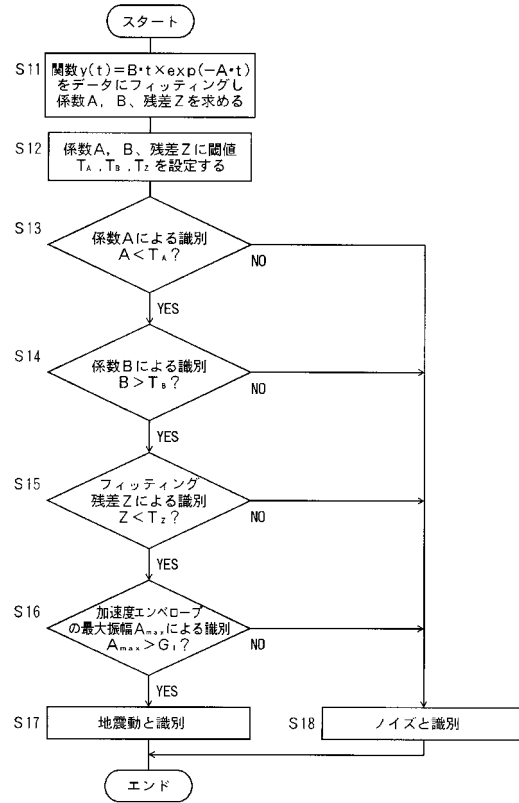 スタート
S11
関数y(t)=B・t×exp(-A・t)
をデータにフィッティングし
係数A, B、残差Zを求める
S12
係数A, B、残差Zに閾値
TA,TB,TZを設定する
S13
係数Aによる識別
A<TA?
NO
YES
S14
係数Bによる識別
B>TB?
NO
YES
S15
フィッティング
残差Zによる識別
Z<TZ?
NO
YES
S16
加速度エンベロープ
の最大振幅Amaxによる識別
Amax>G1?
NO
YES
S17
地震動と識別
S18
ノイズと識別
エンド